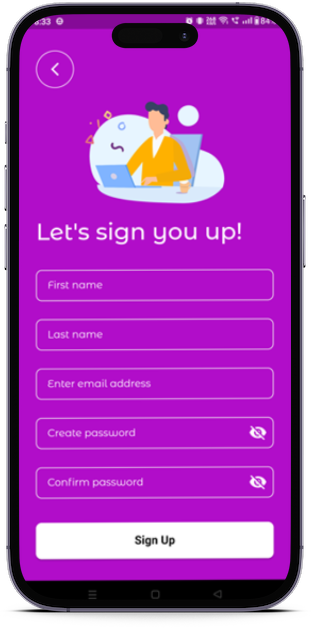 8:33
84
Let's sign you up!
First name
Last name
Enter email address
Create password
Confirm password
Sign Up